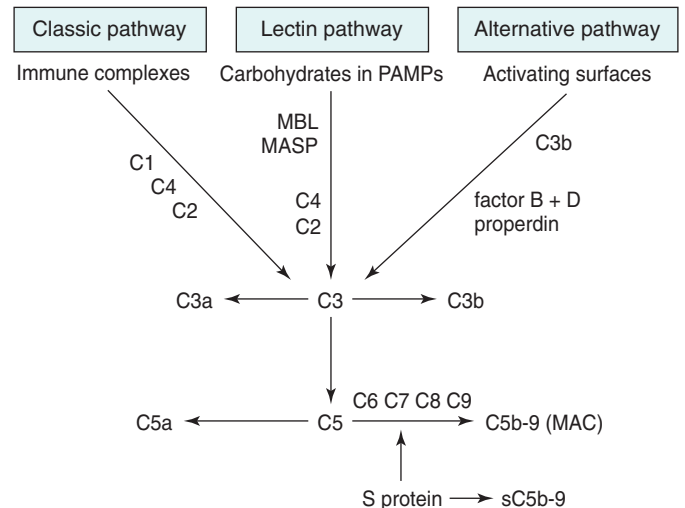 Classic pathway
Lectin pathway
Alternative pathway
Immune complexes
Carbohydrates in PAMPs
Activating surfaces
C1
C4
C2
MBL
MASP
C4
C2
C3b
factor B + D
properdin
C3a
C3
C3b
C5a
C5
C6 C7 C8 C9
C5b-9 (MAC)
S protein
sC5b-9